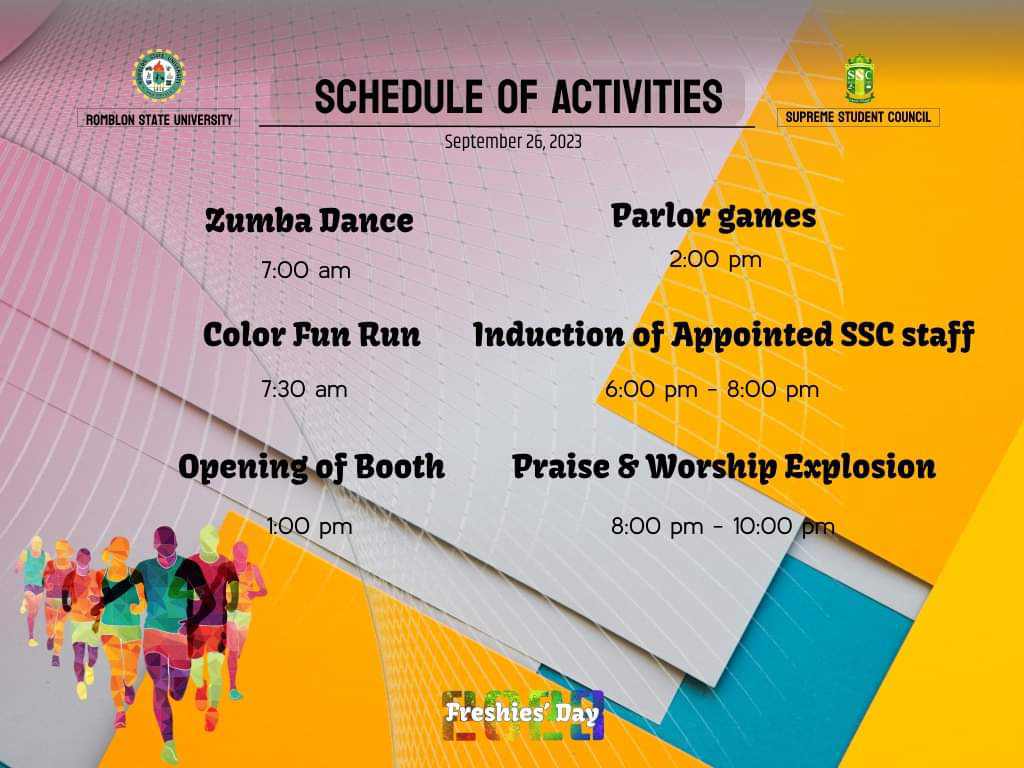 ROMBLON STATE UNIVERSITY
SCHEDULE OF ACTIVITIES
September 26, 2023
SSC
SUPREME STUDENT COUNCIL
Zumba Dance
7:00 am
Color Fun Run
7:30 am
Opening of Booth
1:00 pm
Parlor games
2:00 pm
Induction of Appointed SSC staff
6:00 pm - 8:00 pm
Praise & Worship Explosion
8:00 pm - 10:00 pm
2023
Freshies' Day